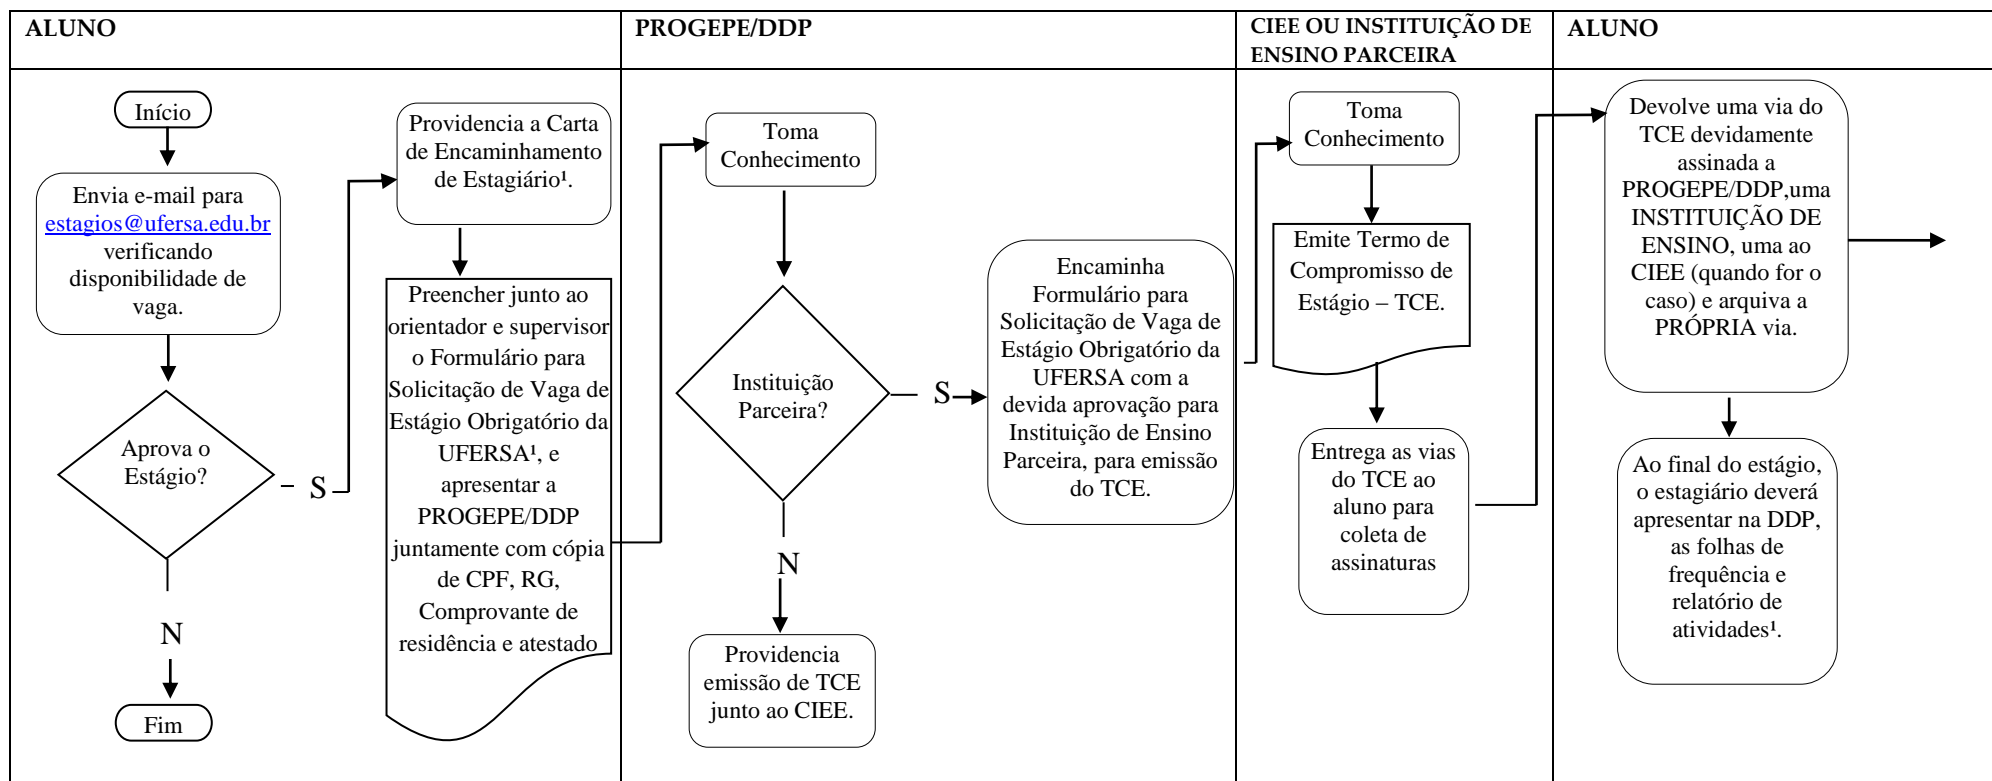 ALUNO
PROGEPE/DDP
CIEE OU INSTITUIÇÃO DE
ENSINO PARCEIRA
ALUNO
Início
Envia e-mail para
estagios@ufersa.edu.br
verificando
disponibilidade de
vaga.
Aprova o
Estágio?
S
N
Fim
Providencia a Carta
de Encaminhamento
de Estagiário¹.
Preencher junto ao
orientador e supervisor
o Formulário para
Solicitação de Vaga de
Estágio Obrigatório da
UFERSA¹, e
apresentar a
PROGEPE/DDP
juntamente com cópia
de CPF, RG,
Comprovante de
residência e atestado
Toma
Conhecimento
Instituição
Parceira?
S
N
Providencia
emissão de TCE
junto ao CIEE.
Encaminha
Formulário para
Solicitação de Vaga de
Estágio Obrigatório da
UFERSA com a
devida aprovação para
Instituição de Ensino
Parceira, para emissão
do TCE.
Toma
Conhecimento
Emite Termo de
Compromisso de
Estágio – TCE.
Entrega as vias
do TCE ao
aluno para
coleta de
assinaturas
Devolve uma via do
TCE devidamente
assinada a
PROGEPE/DDP,uma
INSTITUIÇÃO DE
ENSINO, uma ao
CIEE (quando for o
caso) e arquiva a
PRÓPRIA via.
Ao final do estágio,
o estagiário deverá
apresentar na DDP,
as folhas de
frequência e
relatório de
atividades¹.